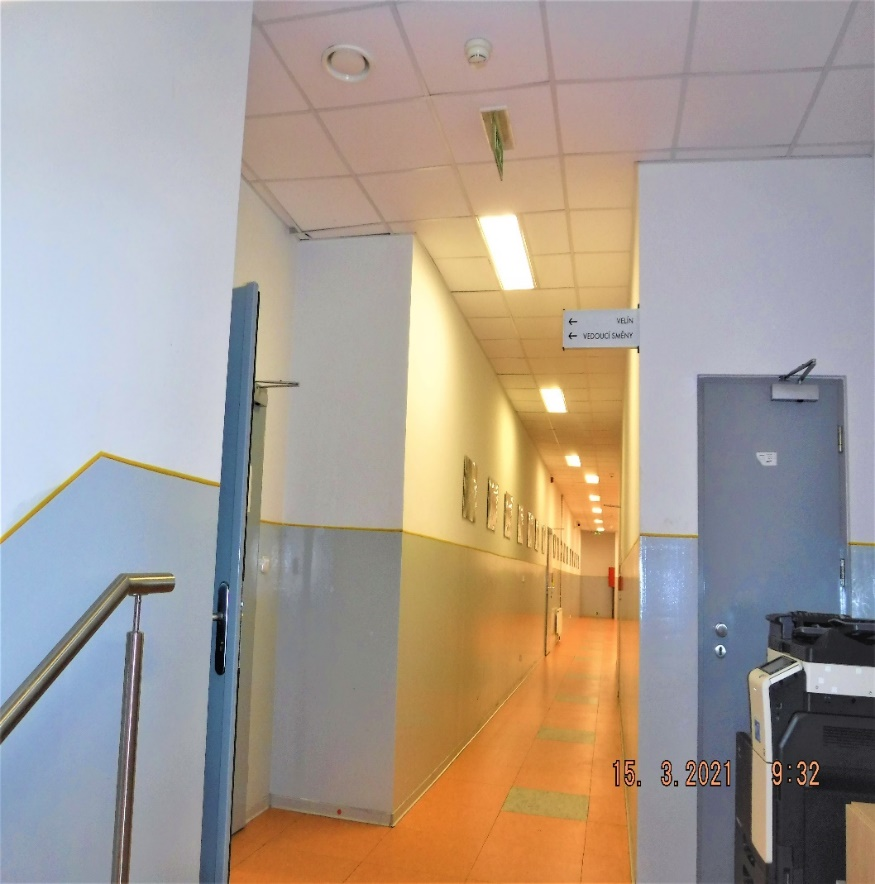 ← VELÍN
← VEDOUCÍ SMĚNY
15. 3.2021 9:32